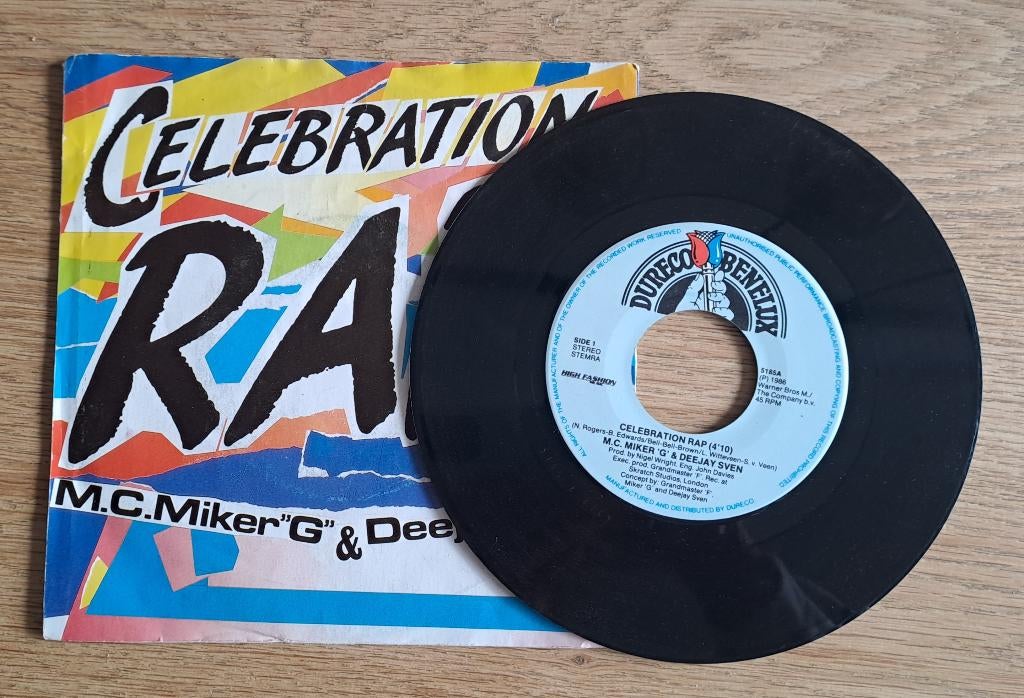 CELEBRATION
RA
M.C.Miker"G"
& Deej
DURECO BENELUX
ALL RIGHTS OF THE MANUFACTURER AND OF THE OWNER OF THE RECORDED WORK RESERVED
UNAUTHORISED PUBLIC PERFORMANCE BROADCASTING AND COPYING OF THIS RECORD PROHIBITED
SIDE 1
STEREO
STEMRA
HIGH FASHION
5185A
(P) 1986
Warner Bros M./
The Company b.v.
45 RPM
CELEBRATION RAP (4'10)
(N. Rogers-B. Edwards/Bell-Bell-Brown/L. Witteveen-S. v. Veen)
M.C. MIKER 'G' & DEEJAY SVEN
Prod. by Nigel Wright, Eng. John Davies
Exec. prod. Grandmaster 'F'. Rec. at
Skratch Studios, London
Concept by: Grandmaster 'F'
Miker 'G' and Deejay Sven
MANUFACTURED AND DISTRIBUTED BY DURECO